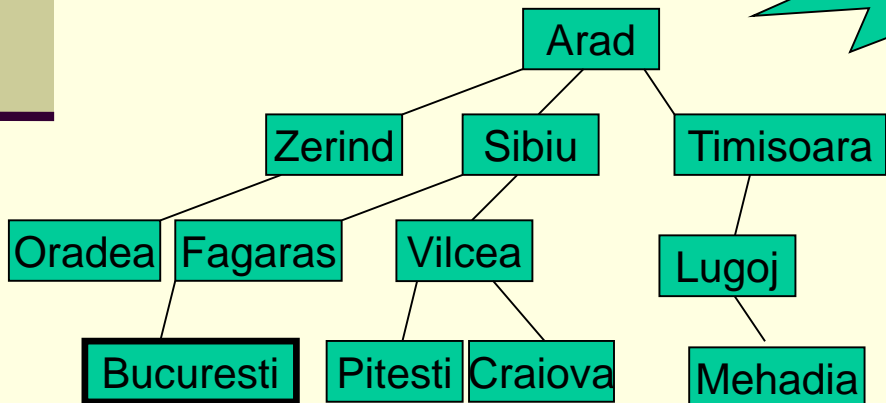 Arad
Zerind Sibiu Timisoara
Oradea Fagaras Vilcea Lugoj
Bucuresti Pitesti Craiova Mehadia